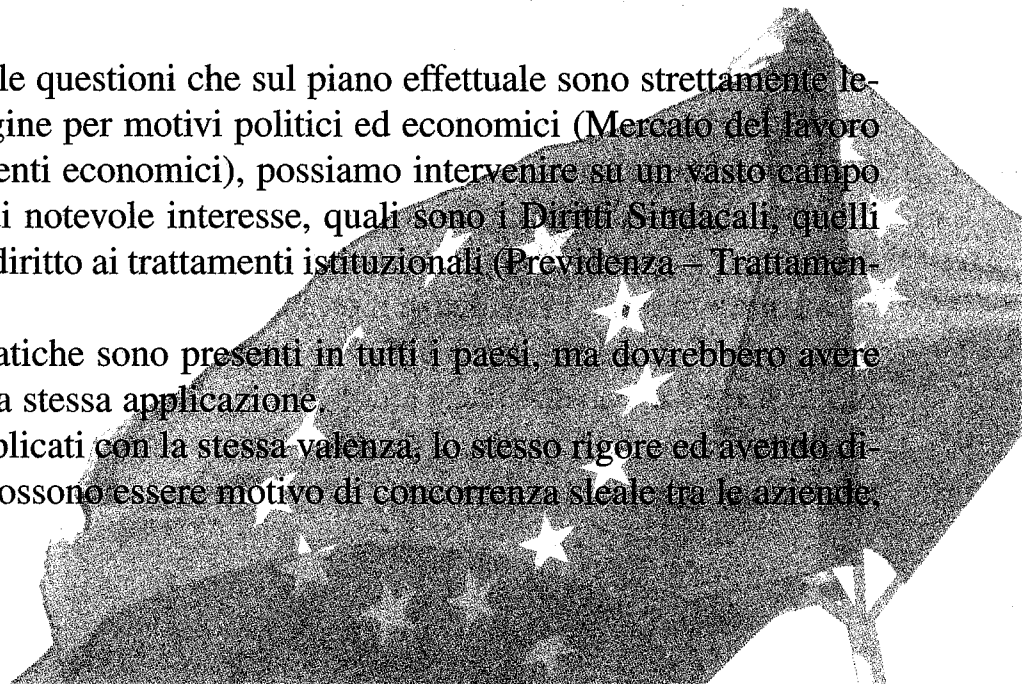 le questioni che sul piano effettuale sono strettamente le-
gine per motivi politici ed economici (Mercato del lavoro
enti economici), possiamo intervenire su un vasto campo
i notevole interesse, quali sono i Diritti Sindacali, quelli
diritto ai trattamenti istituzionali (Previdenza – Trattamen-
atiche sono presenti in tutti i paesi, ma dovrebbero avere
a stessa applicazione.
plicati con la stessa valenza, lo stesso rigore ed avendo di-
ossono essere motivo di concorrenza sleale tra le aziende,